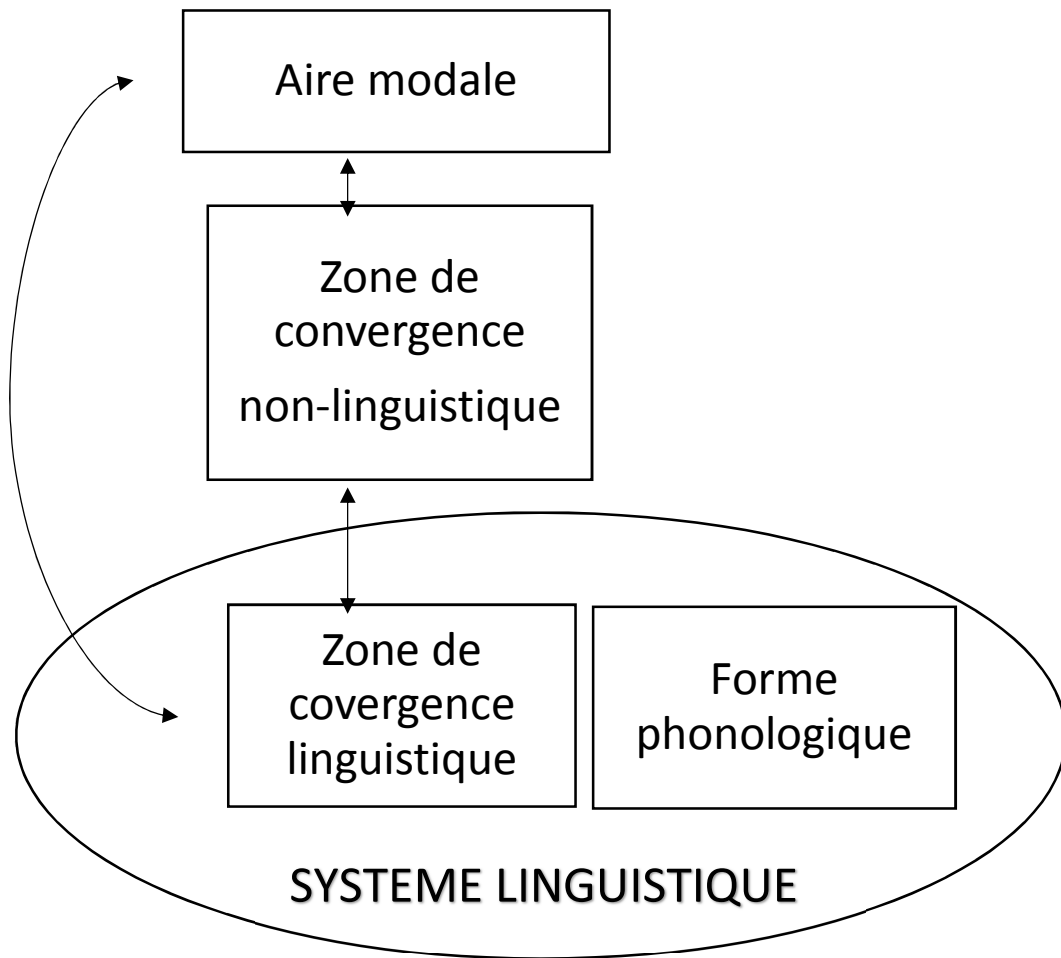 Aire modale
Zone de
convergence
non-linguistique
Zone de
covergence
linguistique
Forme
phonologique
SYSTEME LINGUISTIQUE